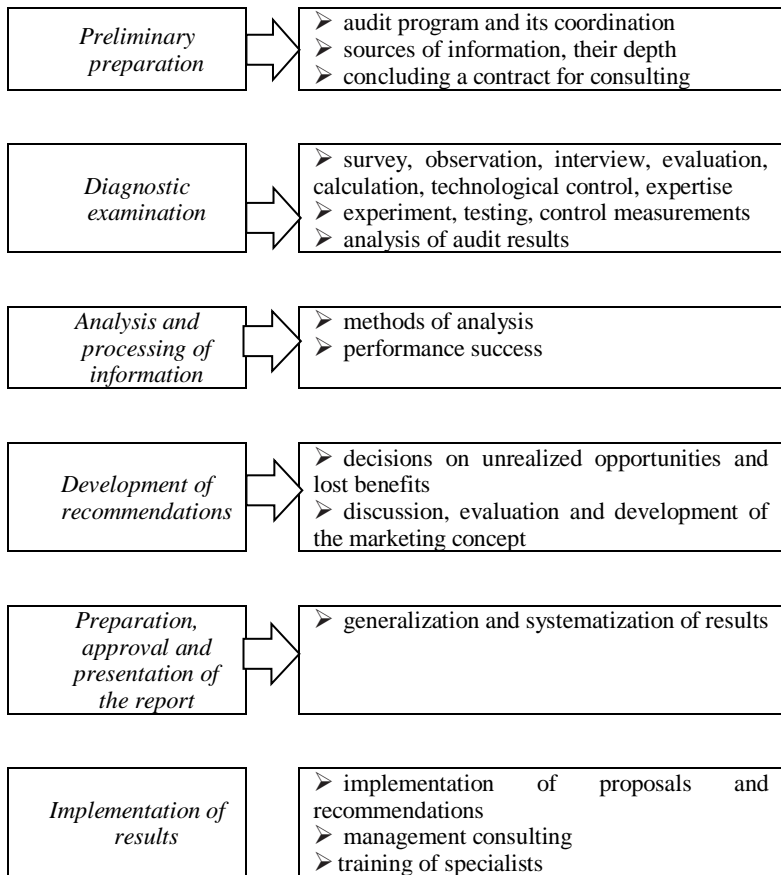 Preliminary
preparation
➢ audit program and its coordination
➢ sources of information, their depth
➢ concluding a contract for consulting
Diagnostic
examination
➢ survey, observation, interview, evaluation,
calculation, technological control, expertise
➢ experiment, testing, control measurements
➢ analysis of audit results
Analysis and
processing of
information
➢ methods of analysis
➢ performance success
Development of
recommendations
➢ decisions on unrealized opportunities and
lost benefits
➢ discussion, evaluation and development of
the marketing concept
Preparation,
approval and
presentation of
the report
➢ generalization and systematization of results
Implementation of
results
➢ implementation of proposals and
recommendations
➢ management consulting
➢ training of specialists